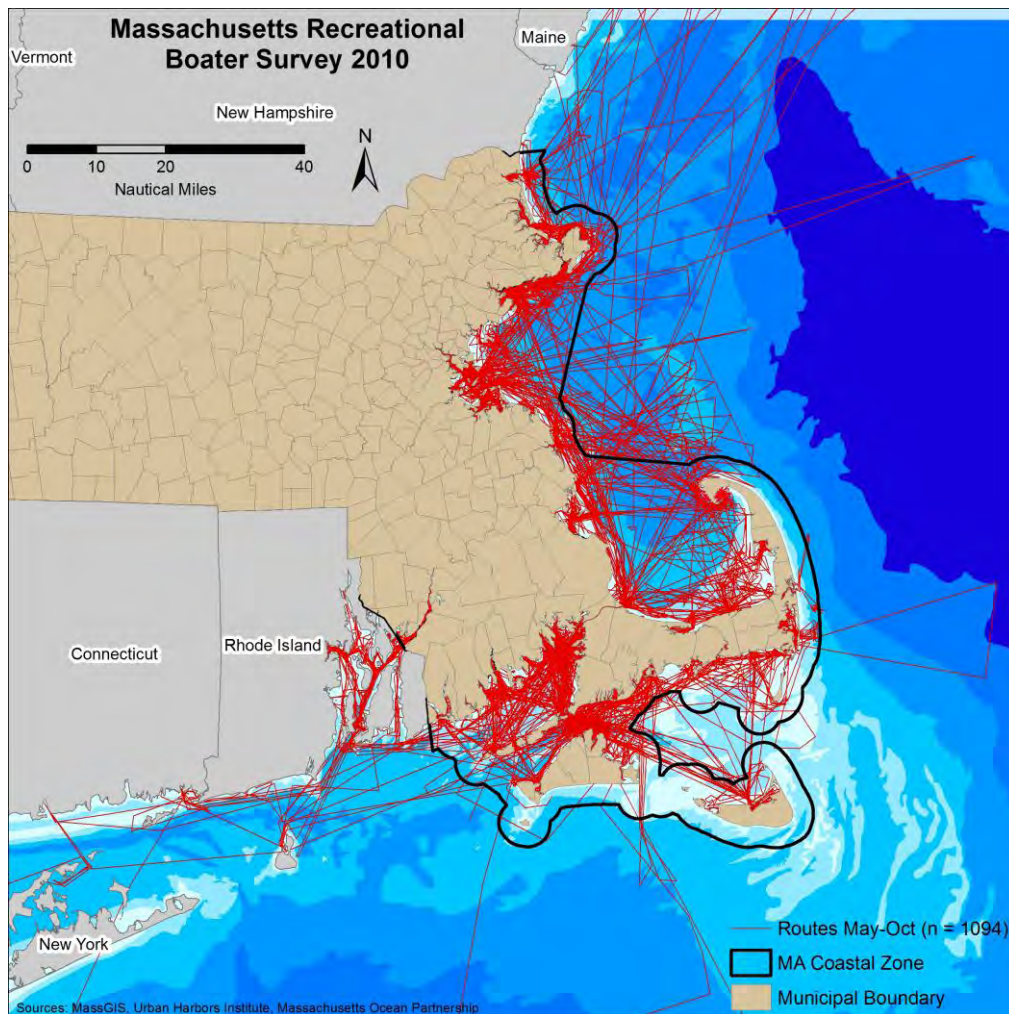 Massachusetts Recreational
Boater Survey 2010
Maine
Vermont
New Hampshire
N
0 10 20 40
Nautical Miles
Rhode Island
Connecticut
New York
Routes May-Oct (n = 1094)
MA Coastal Zone
Municipal Boundary
Sources: MassGIS, Urban Harbors Institute, Massachusetts Ocean Partnership